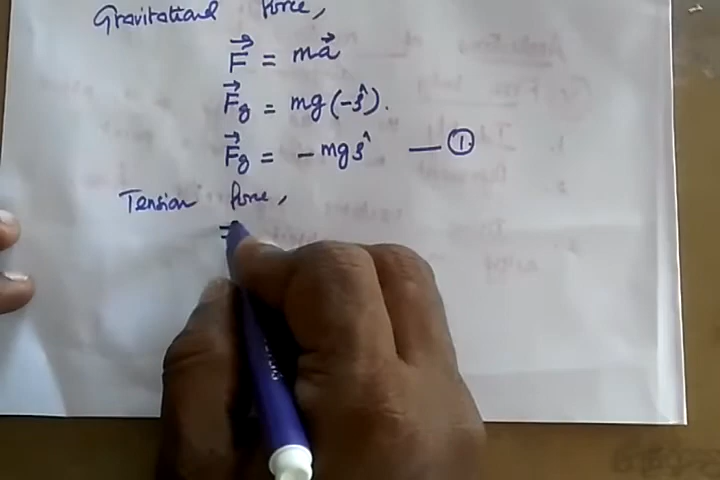 Gravitational force,
F⃗ = ma⃗
F⃗g = mg(-ĵ).
F⃗g = - mgĵ — ①
Tension force,